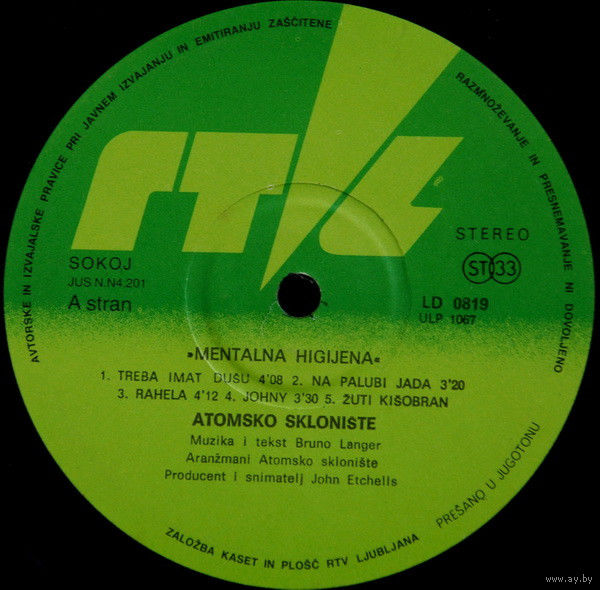 AVTORSKE IN IZVAJALSKE PRAVICE PRI JAVNEM IZVAJANJU IN EMITIRANJU ZAŠČITENE
RAZMNOŽEVANJE IN PRESNEMAVANJE NI DOVOLJENO
RTL
SOKOJ
JUS N.N4.201
A stran
STEREO
ST 33
LD 0819
ULP 1067
»MENTALNA HIGIJENA«
1. TREBA IMAT DUŠU 4'08 2. NA PALUBI JADA 3'20
3. RAHELA 4'12 4. JOHNY 3'30 5. ŽUTI KIŠOBRAN
ATOMSKO SKLONISTE
Muzika i tekst Bruno Langer
Aranžmani Atomsko sklonište
Producent i snimatelj John Etchells
PREŠANO U JUGOTONU
ZALOŽBA KASET IN PLOŠČ RTV LJUBLJANA
www.ay.by